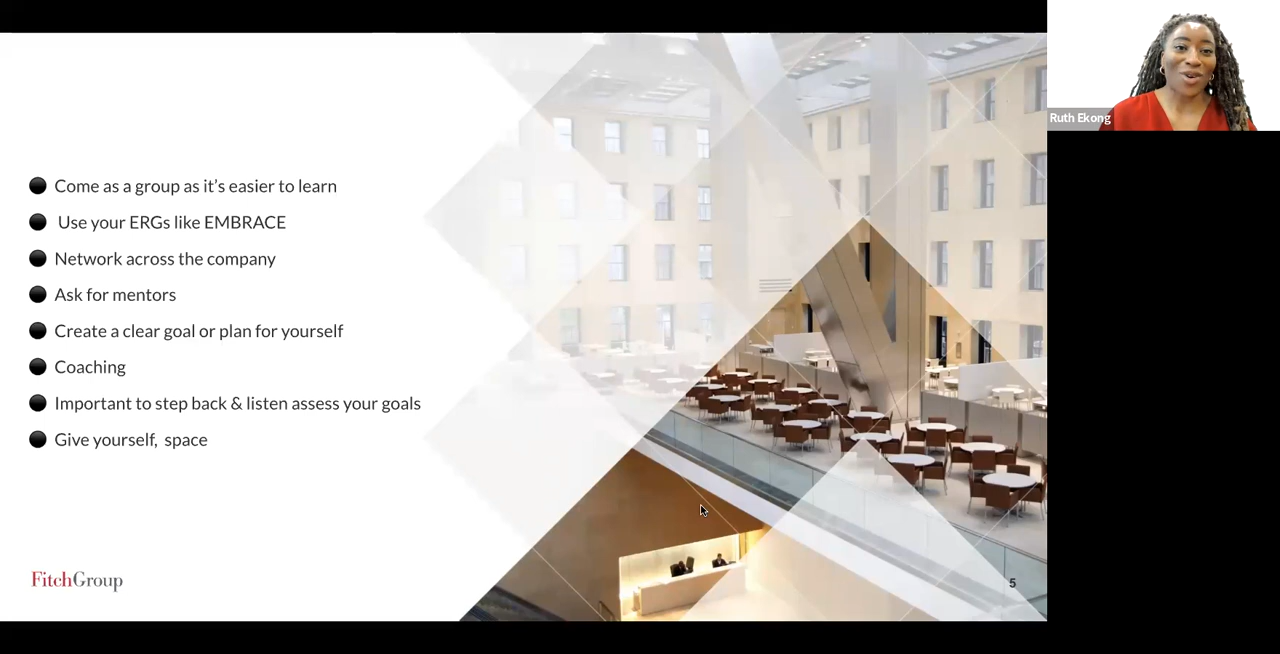 Ruth Ekong
Come as a group as it’s easier to learn
Use your ERGs like EMBRACE
Network across the company
Ask for mentors
Create a clear goal or plan for yourself
Coaching
Important to step back & listen assess your goals
Give yourself,  space
FitchGroup
5